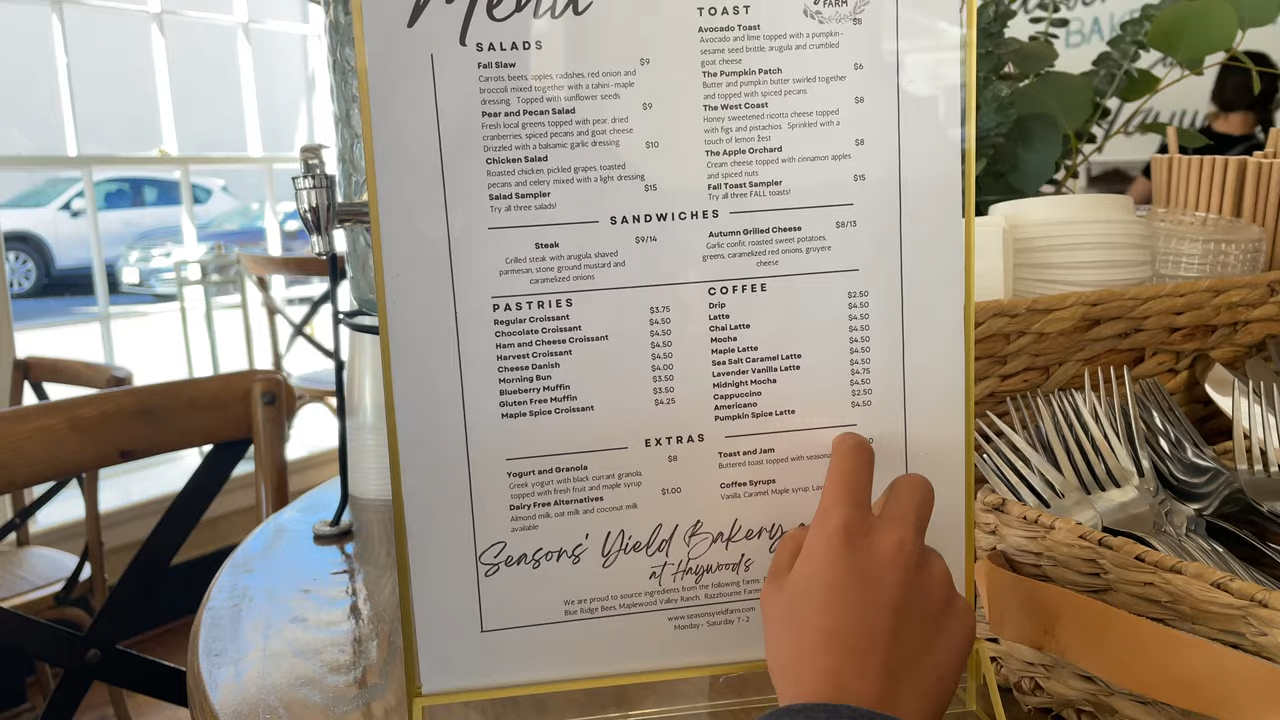 Menu
SALADS
Fall Slaw $9
Carrots, beets, apples, radishes, red onion and
broccoli mixed together with a tahini-maple
dressing. Topped with sunflower seeds
Pear and Pecan Salad $9
Fresh local greens topped with pear, dried
cranberries, spiced pecans and goat cheese
Drizzled with a balsamic garlic dressing
Chicken Salad $10
Roasted chicken, pickled grapes, toasted
pecans and celery mixed with a light dressing
Salad Sampler $15
Try all three salads!
TOAST
FARM
Avocado Toast $8
Avocado and lime topped with a pumpkin-
sesame seed brittle, arugula and crumbled
goat cheese
The Pumpkin Patch $6
Butter and pumpkin butter swirled together
and topped with spiced pecans
The West Coast $8
Honey sweetened ricotta cheese topped
with figs and pistachios. Sprinkled with a
touch of lemon zest
The Apple Orchard $8
Cream cheese topped with cinnamon apples
and spiced nuts
Fall Toast Sampler $15
Try all three FALL toasts!
SANDWICHES
Steak $9/14
Grilled steak with arugula, shaved
parmesan, stone ground mustard and
caramelized onions
Autumn Grilled Cheese $8/13
Garlic confit, roasted sweet potatoes,
greens, caramelized red onions, gruyere
cheese
PASTRIES
Regular Croissant $3.75
Chocolate Croissant $4.50
Ham and Cheese Croissant $4.50
Harvest Croissant $4.50
Cheese Danish $4.50
Morning Bun $4.00
Blueberry Muffin $3.50
Gluten Free Muffin $3.50
Maple Spice Croissant $4.25
COFFEE
Drip $2.50
Latte $4.50
Chai Latte $4.50
Mocha $4.50
Maple Latte $4.50
Sea Salt Caramel Latte $4.50
Lavender Vanilla Latte $4.50
Midnight Mocha $4.75
Cappuccino $4.50
Americano $2.50
Pumpkin Spice Latte $4.50
EXTRAS
Yogurt and Granola $8
Greek yogurt with black currant granola,
topped with fresh fruit and maple syrup
Dairy Free Alternatives $1.00
Almond milk, oat milk and coconut milk
available
Toast and Jam
Buttered toast topped with
Coffee Syrups
Vanilla, Caramel, Maple syrup,
Seasons' Yield Bakery
at Haywoods
We are proud to source ingredients from the following farms:
Blue Ridge Bees, Maplewood Valley Ranch, Razzbourne Farms
www.seasonsyieldfarm.com
Monday - Saturday 7-2